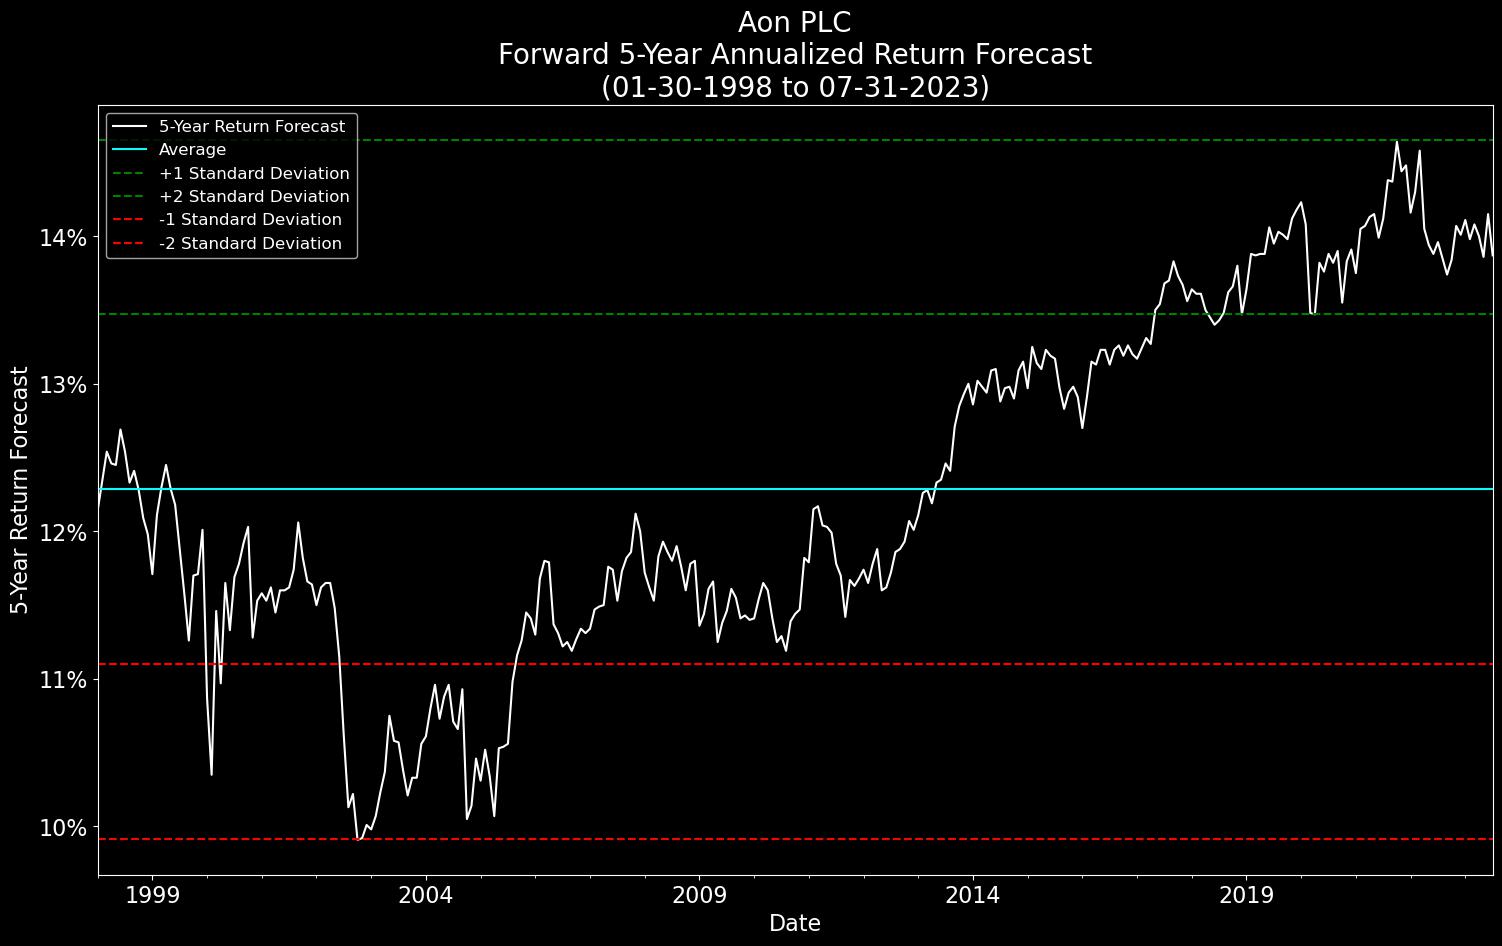 Aon PLC
Forward 5-Year Annualized Return Forecast
(01-30-1998 to 07-31-2023)
5-Year Return Forecast
Average
+1 Standard Deviation
+2 Standard Deviation
-1 Standard Deviation
-2 Standard Deviation
14%
13%
12%
11%
10%
5-Year Return Forecast
1999
2004
2009
2014
2019
Date